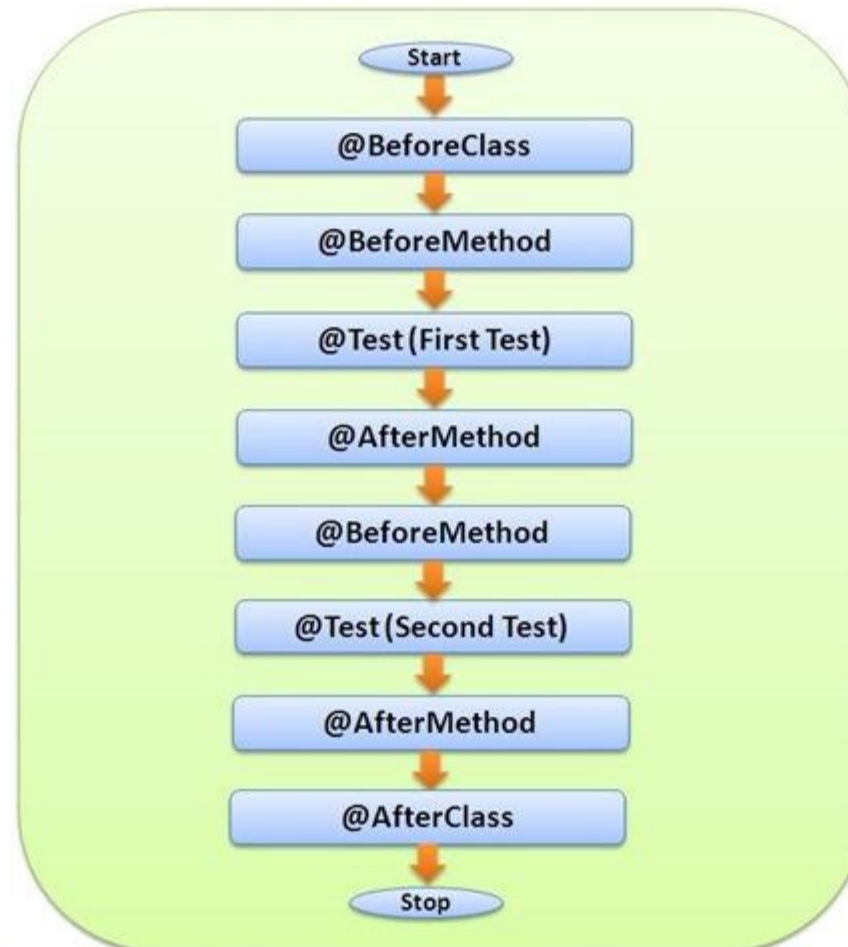 Start
@BeforeClass
@BeforeMethod
@Test(First Test)
@AfterMethod
@BeforeMethod
@Test(Second Test)
@AfterMethod
@AfterClass
Stop